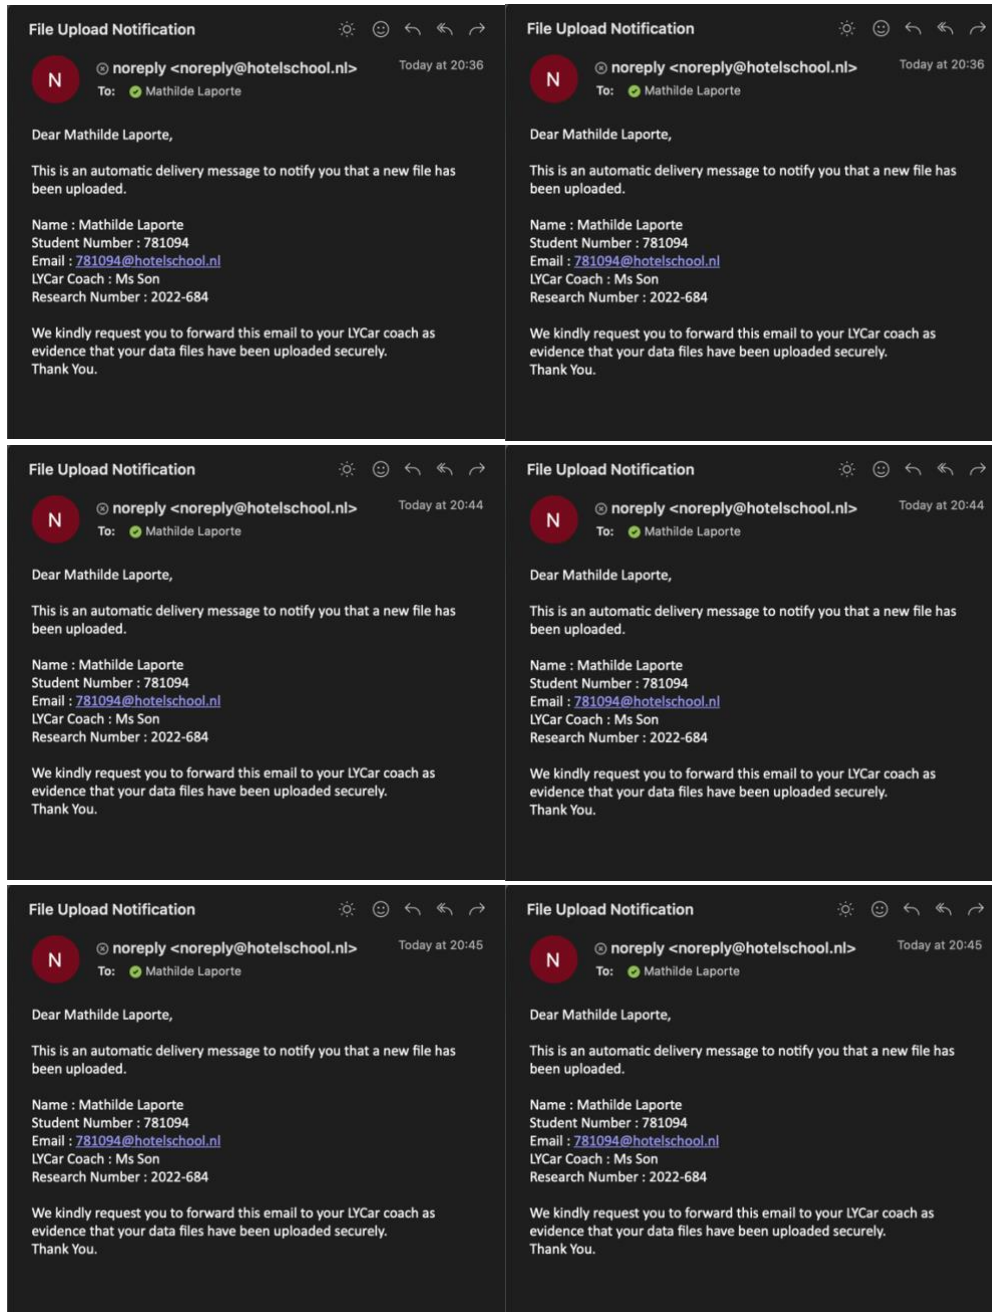 File Upload Notification
N
noreply <noreply@hotelschool.nl>
Today at 20:36
To: Mathilde Laporte
Dear Mathilde Laporte,
This is an automatic delivery message to notify you that a new file has
been uploaded.
Name : Mathilde Laporte
Student Number : 781094
Email : 781094@hotelschool.nl
LYCar Coach : Ms Son
Research Number : 2022-684
We kindly request you to forward this email to your LYCar coach as
evidence that your data files have been uploaded securely.
Thank You.
File Upload Notification
N
noreply <noreply@hotelschool.nl>
Today at 20:36
To: Mathilde Laporte
Dear Mathilde Laporte,
This is an automatic delivery message to notify you that a new file has
been uploaded.
Name : Mathilde Laporte
Student Number : 781094
Email : 781094@hotelschool.nl
LYCar Coach : Ms Son
Research Number : 2022-684
We kindly request you to forward this email to your LYCar coach as
evidence that your data files have been uploaded securely.
Thank You.
File Upload Notification
N
noreply <noreply@hotelschool.nl>
Today at 20:44
To: Mathilde Laporte
Dear Mathilde Laporte,
This is an automatic delivery message to notify you that a new file has
been uploaded.
Name : Mathilde Laporte
Student Number : 781094
Email : 781094@hotelschool.nl
LYCar Coach : Ms Son
Research Number : 2022-684
We kindly request you to forward this email to your LYCar coach as
evidence that your data files have been uploaded securely.
Thank You.
File Upload Notification
N
noreply <noreply@hotelschool.nl>
Today at 20:44
To: Mathilde Laporte
Dear Mathilde Laporte,
This is an automatic delivery message to notify you that a new file has
been uploaded.
Name : Mathilde Laporte
Student Number : 781094
Email : 781094@hotelschool.nl
LYCar Coach : Ms Son
Research Number : 2022-684
We kindly request you to forward this email to your LYCar coach as
evidence that your data files have been uploaded securely.
Thank You.
File Upload Notification
N
noreply <noreply@hotelschool.nl>
Today at 20:45
To: Mathilde Laporte
Dear Mathilde Laporte,
This is an automatic delivery message to notify you that a new file has
been uploaded.
Name : Mathilde Laporte
Student Number : 781094
Email : 781094@hotelschool.nl
LYCar Coach : Ms Son
Research Number : 2022-684
We kindly request you to forward this email to your LYCar coach as
evidence that your data files have been uploaded securely.
Thank You.
File Upload Notification
N
noreply <noreply@hotelschool.nl>
Today at 20:45
To: Mathilde Laporte
Dear Mathilde Laporte,
This is an automatic delivery message to notify you that a new file has
been uploaded.
Name : Mathilde Laporte
Student Number : 781094
Email : 781094@hotelschool.nl
LYCar Coach : Ms Son
Research Number : 2022-684
We kindly request you to forward this email to your LYCar coach as
evidence that your data files have been uploaded securely.
Thank You.